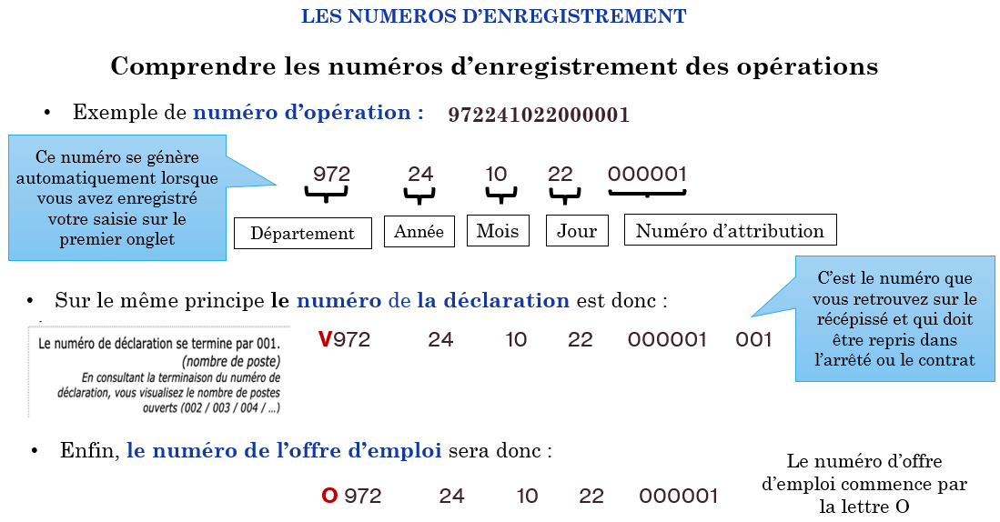 LES NUMEROS D'ENREGISTREMENT
Comprendre les numéros d'enregistrement des opérations
• Exemple de numéro d'opération : 972241022000001
Ce numéro se génère
automatiquement lorsque
vous avez enregistré
votre saisie sur le
premier onglet
972 24 10 22 000001
Département Année Mois Jour Numéro d'attribution
• Sur le même principe le numéro de la déclaration est donc :
C'est le numéro que
vous retrouvez sur le
récépissé et qui doit
être repris dans
l'arrêté ou le contrat
V972 24 10 22 000001 001
Le numéro de déclaration se termine par 001.
(nombre de poste)
En consultant la terminaison du numéro de
déclaration, vous visualisez le nombre de postes
ouverts (002 / 003 / 004 / ...)
• Enfin, le numéro de l'offre d'emploi sera donc :
O 972 24 10 22 000001
Le numéro d'offre
d'emploi commence par
la lettre O